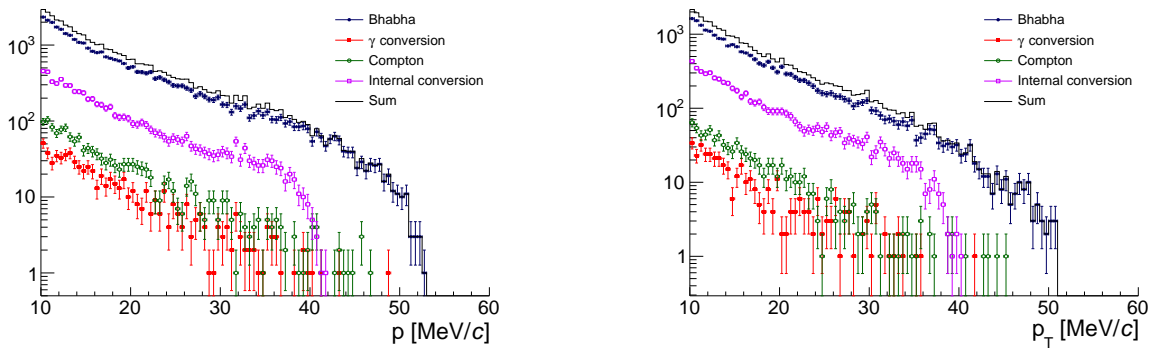 10³
10²
10
1
Bhabha
γ conversion
Compton
Internal conversion
Sum
10 20 30 40 50 60
p [MeV/c]
10³
10²
10
1
Bhabha
γ conversion
Compton
Internal conversion
Sum
10 20 30 40 50 60
p_T [MeV/c]